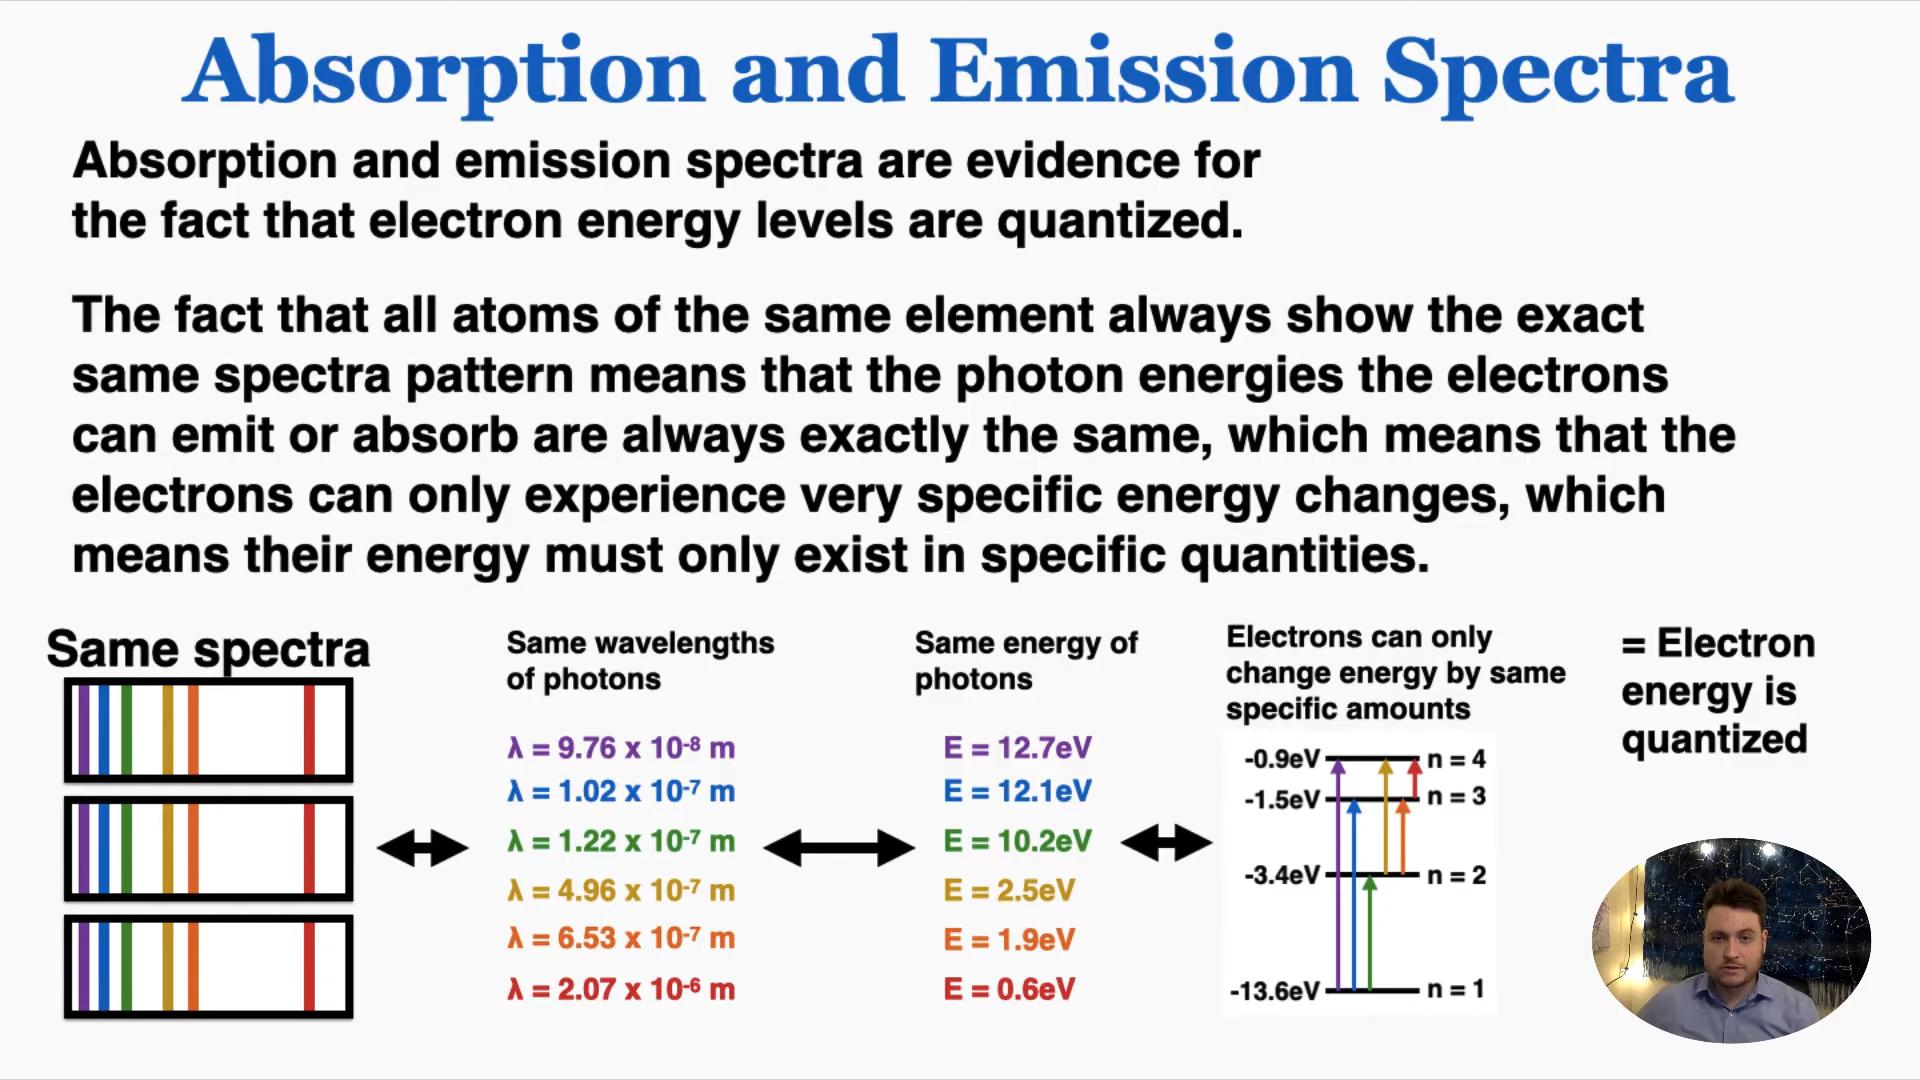 Absorption and Emission Spectra
Absorption and emission spectra are evidence for
the fact that electron energy levels are quantized.
The fact that all atoms of the same element always show the exact
same spectra pattern means that the photon energies the electrons
can emit or absorb are always exactly the same, which means that the
electrons can only experience very specific energy changes, which
means their energy must only exist in specific quantities.
Same spectra
Same wavelengths
of photons
λ = 9.76 x 10⁻⁸ m
λ = 1.02 x 10⁻⁷ m
λ = 1.22 x 10⁻⁷ m
λ = 4.96 x 10⁻⁷ m
λ = 6.53 x 10⁻⁷ m
λ = 2.07 x 10⁻⁶ m
Same energy of
photons
E = 12.7eV
E = 12.1eV
E = 10.2eV
E = 2.5eV
E = 1.9eV
E = 0.6eV
Electrons can only
change energy by same
specific amounts
-0.9eV n = 4
-1.5eV n = 3
-3.4eV n = 2
-13.6eV n = 1
= Electron
energy is
quantized